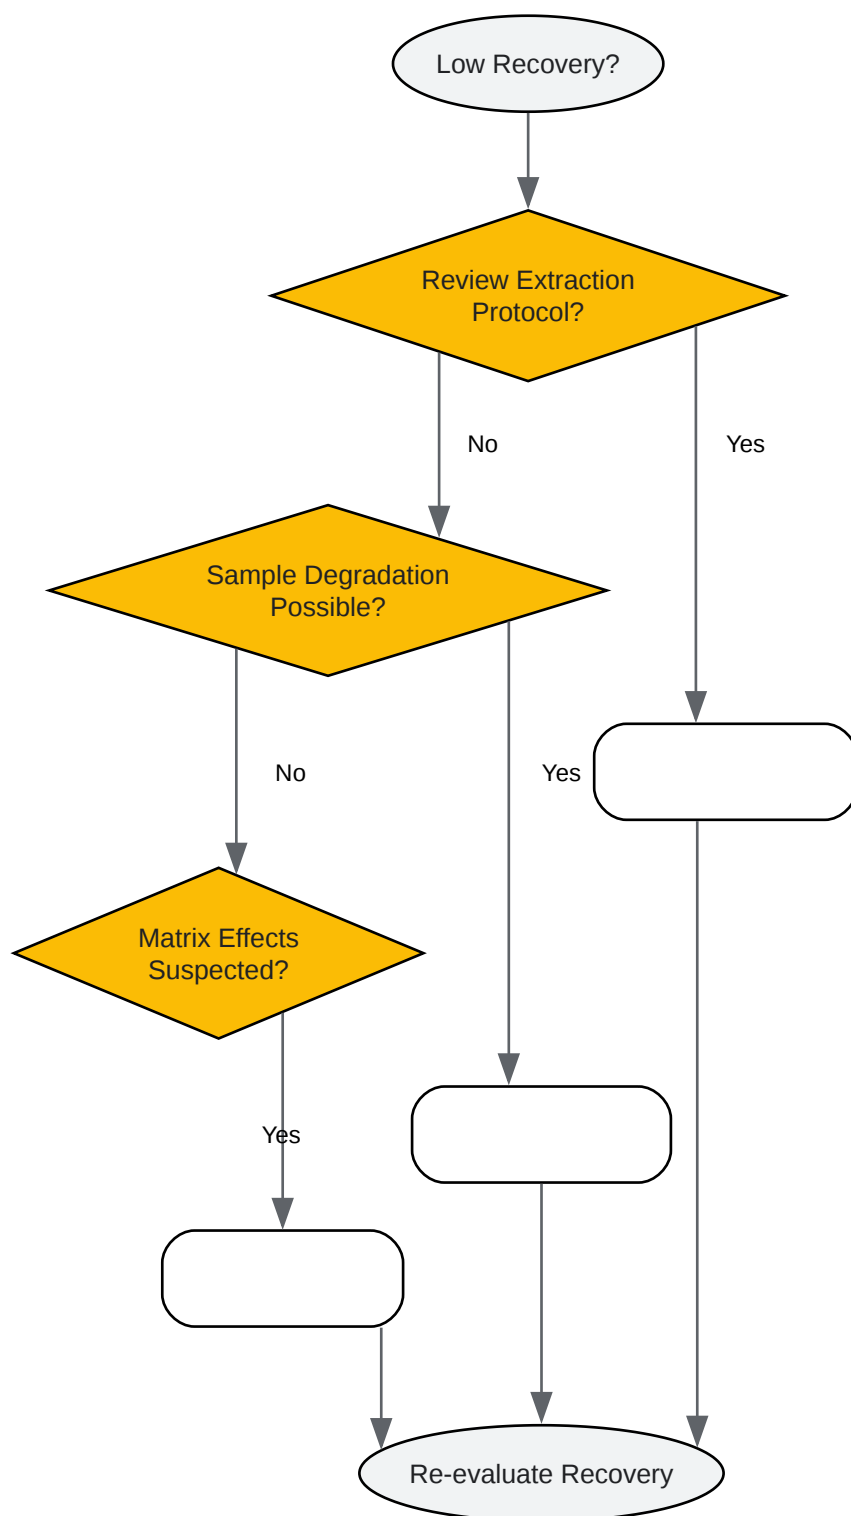 Low Recovery?
Review Extraction
Protocol?
No
Yes
Sample Degradation
Possible?
No
Yes
Matrix Effects
Suspected?
Yes
Re-evaluate Recovery